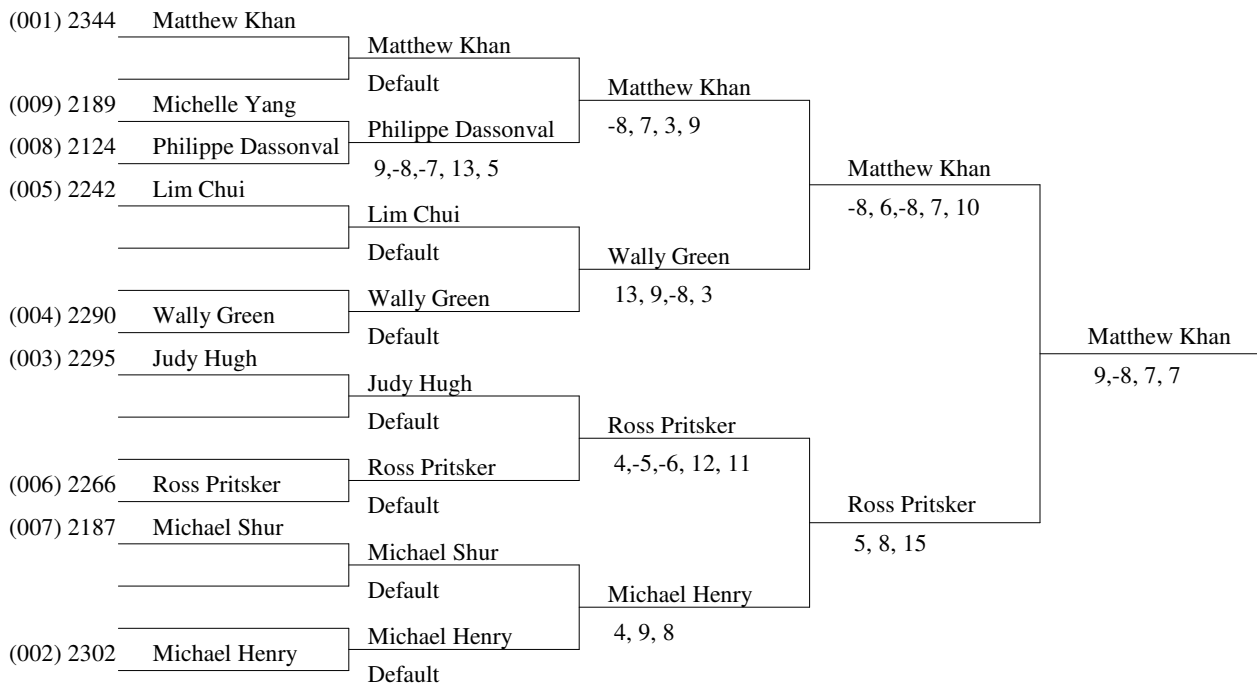 (001) 2344 Matthew Khan
Matthew Khan
Default
Matthew Khan
(009) 2189 Michelle Yang
-8, 7, 3, 9
Philippe Dassonval
(008) 2124 Philippe Dassonval
9,-8,-7, 13, 5
Matthew Khan
(005) 2242 Lim Chui
-8, 6,-8, 7, 10
Lim Chui
Default
Wally Green
13, 9,-8, 3
Wally Green
(004) 2290 Wally Green
Default
Matthew Khan
9,-8, 7, 7
(003) 2295 Judy Hugh
Judy Hugh
Default
Ross Pritsker
4,-5,-6, 12, 11
Ross Pritsker
(006) 2266 Ross Pritsker
Default
Ross Pritsker
5, 8, 15
(007) 2187 Michael Shur
Michael Shur
Default
Michael Henry
4, 9, 8
Michael Henry
(002) 2302 Michael Henry
Default